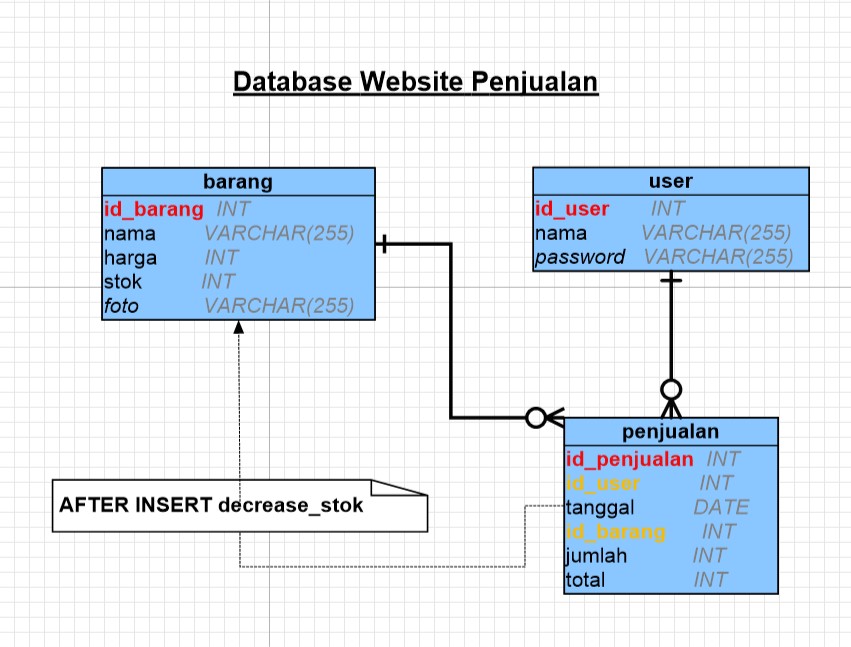 Database Website Penjualan
barang
id_barang INT
nama VARCHAR(255)
harga INT
stok INT
foto VARCHAR(255)
user
id_user INT
nama VARCHAR(255)
password VARCHAR(255)
penjualan
id_penjualan INT
id_user INT
tanggal DATE
id_barang INT
jumlah INT
total INT
AFTER INSERT decrease_stok